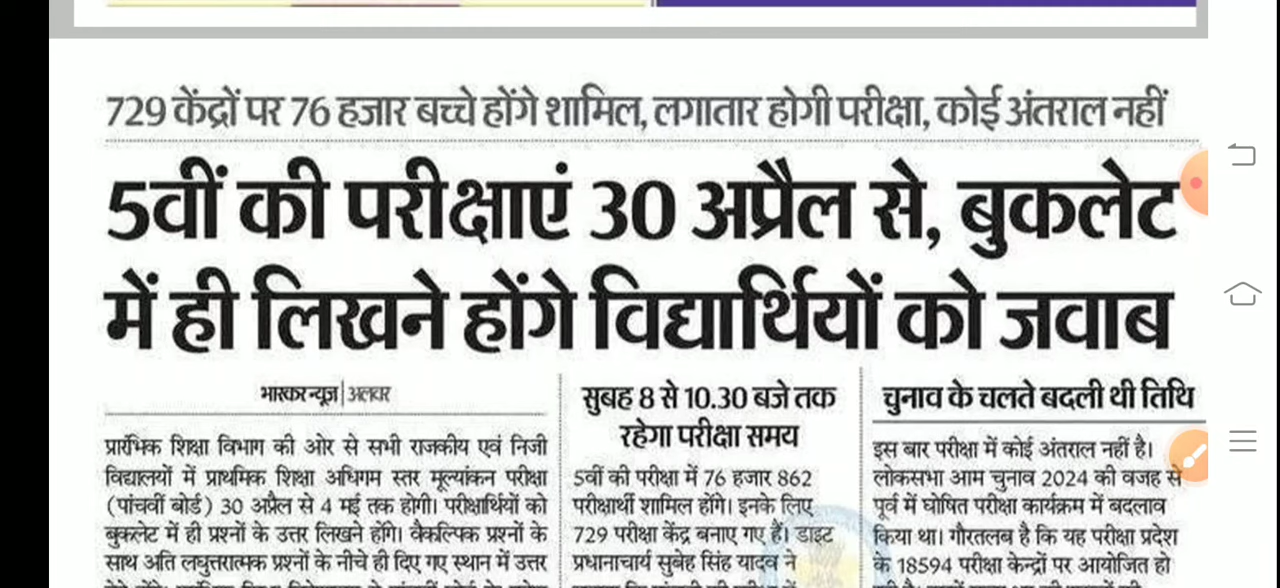 729 केंद्रों पर 76 हजार बच्चे होंगे शामिल, लगातार होगी परीक्षा, कोई अंतराल नहीं
5वीं की परीक्षाएं 30 अप्रैल से, बुकलेट
में ही लिखने होंगे विद्यार्थियों को जवाब
भास्कर न्यूज | अलवर
प्रारंभिक शिक्षा विभाग की ओर से सभी राजकीय एवं निजी
विद्यालयों में प्राथमिक शिक्षा अधिगम स्तर मूल्यांकन परीक्षा
(पांचवीं बोर्ड) 30 अप्रैल से 4 मई तक होगी। परीक्षार्थियों को
बुकलेट में ही प्रश्नों के उत्तर लिखने होंगे। वैकल्पिक प्रश्नों के
साथ अति लघुत्तरात्मक प्रश्नों के नीचे ही दिए गए स्थान में उत्तर
सुबह 8 से 10.30 बजे तक
रहेगा परीक्षा समय
5वीं की परीक्षा में 76 हजार 862
परीक्षार्थी शामिल होंगे। इनके लिए
729 परीक्षा केंद्र बनाए गए हैं। डाइट
प्रधानाचार्य सुबेह सिंह यादव ने
चुनाव के चलते बदली थी तिथि
इस बार परीक्षा में कोई अंतराल नहीं है।
लोकसभा आम चुनाव 2024 की वजह से
पूर्व में घोषित परीक्षा कार्यक्रम में बदलाव
किया था। गौरतलब है कि यह परीक्षा प्रदेश
के 18594 परीक्षा केन्द्रों पर आयोजित हो